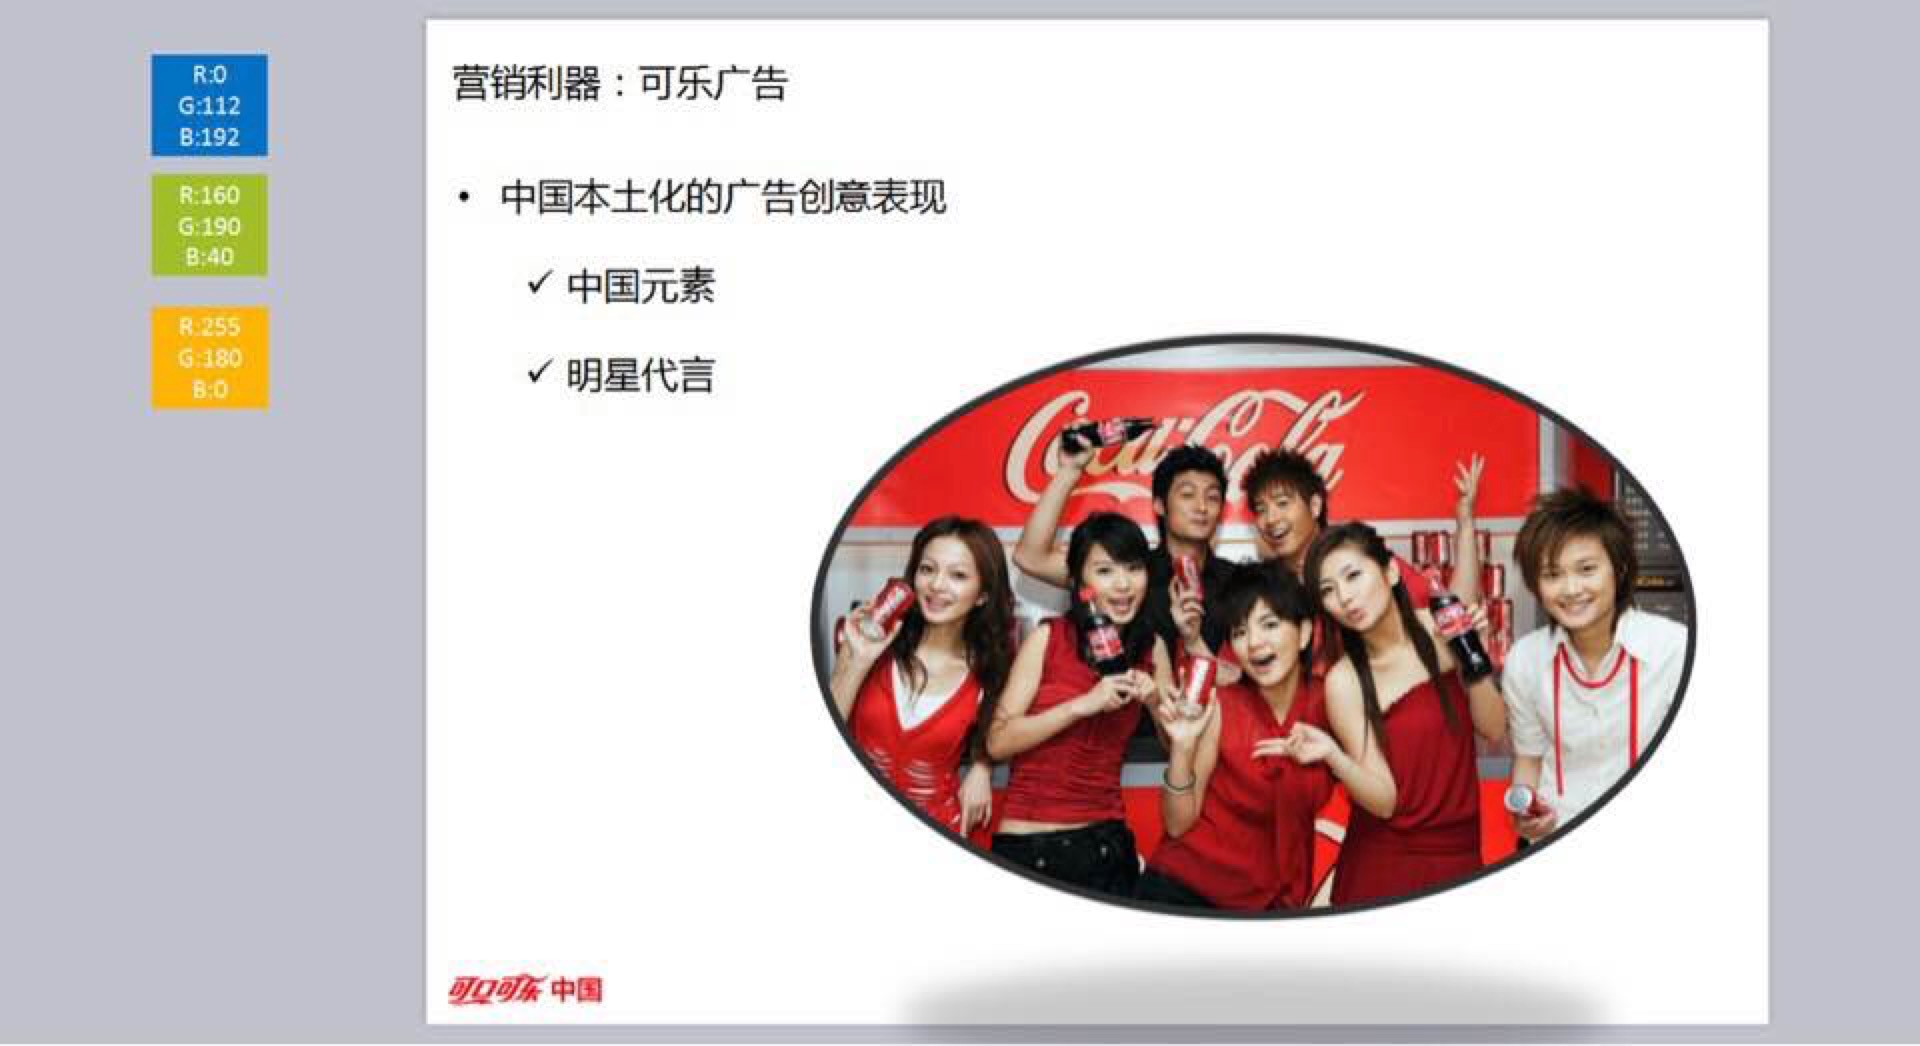 R:0
G:112
B:192
R:160
G:190
B:40
R:255
G:180
B:0
营销利器：可乐广告
• 中国本土化的广告创意表现
✓ 中国元素
✓ 明星代言
Coca-Cola
可口可乐 中国